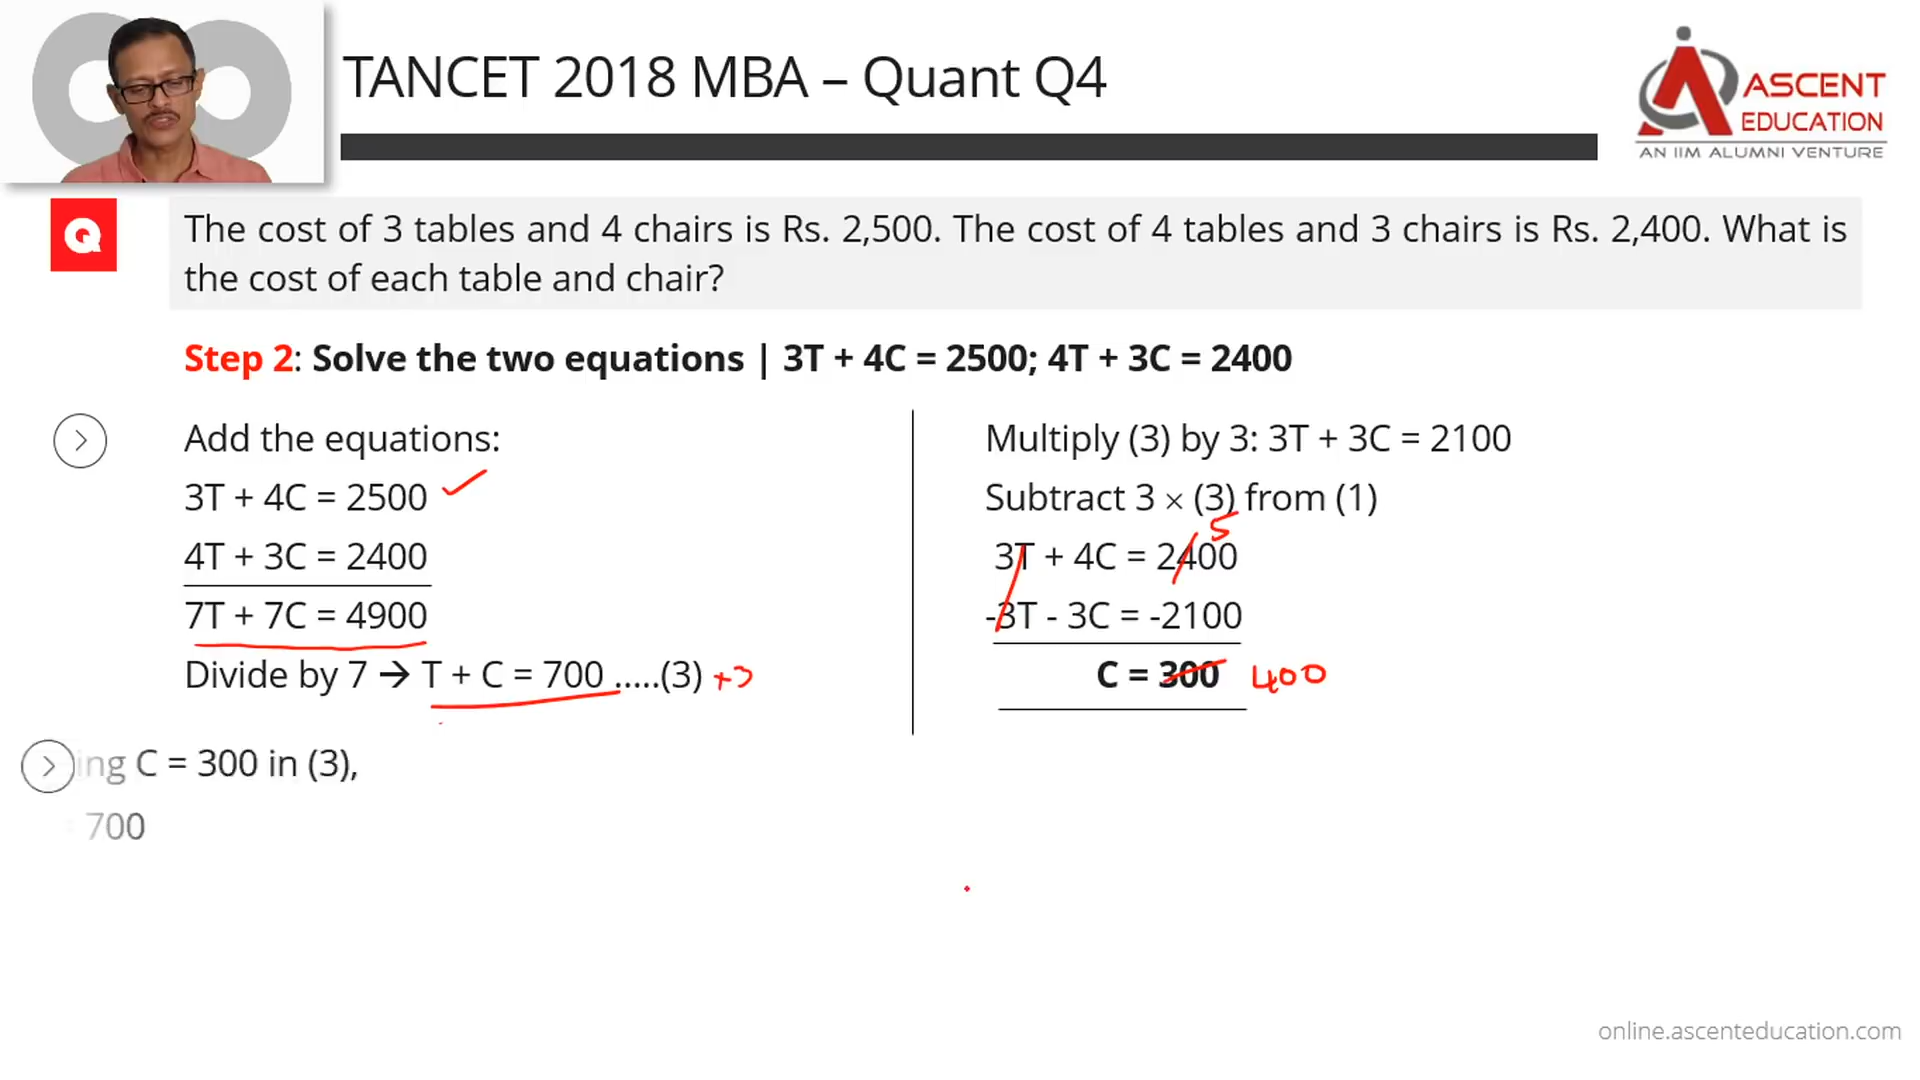 TANCET 2018 MBA – Quant Q4
ASCENT
EDUCATION
AN IIM ALUMNI VENTURE
Q
The cost of 3 tables and 4 chairs is Rs. 2,500. The cost of 4 tables and 3 chairs is Rs. 2,400. What is
the cost of each table and chair?
Step 2: Solve the two equations | 3T + 4C = 2500; 4T + 3C = 2400
Add the equations:
3T + 4C = 2500
4T + 3C = 2400
7T + 7C = 4900
Divide by 7 → T + C = 700 .....(3) ×3
Multiply (3) by 3: 3T + 3C = 2100
Subtract 3 × (3) from (1)
5
3T + 4C = 2400
-3T - 3C = -2100
C = 300 400
ing C = 300 in (3),
700
online.ascenteducation.com